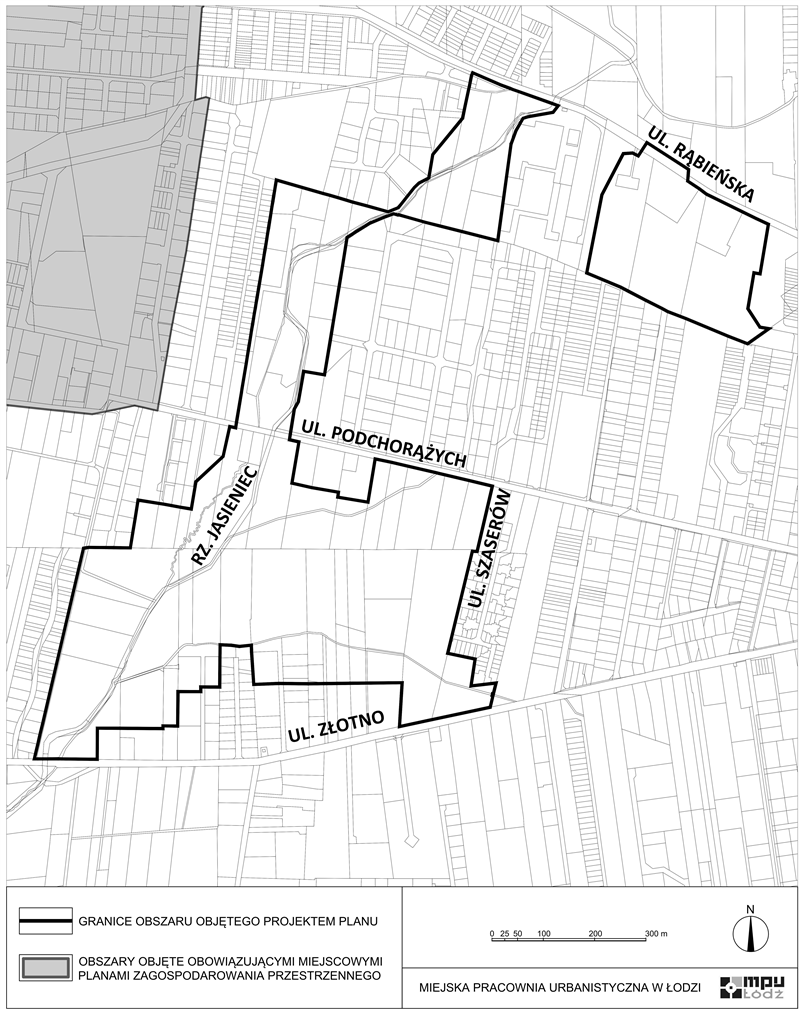 UL. RĄBIEŃSKA
UL. PODCHORĄŻYCH
RZ. JASIENIEC
UL. SZASERÓW
UL. ZŁOTNO
GRANICE OBSZARU OBJĘTEGO PROJEKTEM PLANU
OBSZARY OBJĘTE OBOWIĄZUJĄCYMI MIEJSCOWYMI
PLANAMI ZAGOSPODAROWANIA PRZESTRZENNEGO
0 25 50 100 200 300 m
N
MIEJSKA PRACOWNIA URBANISTYCZNA W ŁODZI
mpu
Łódź